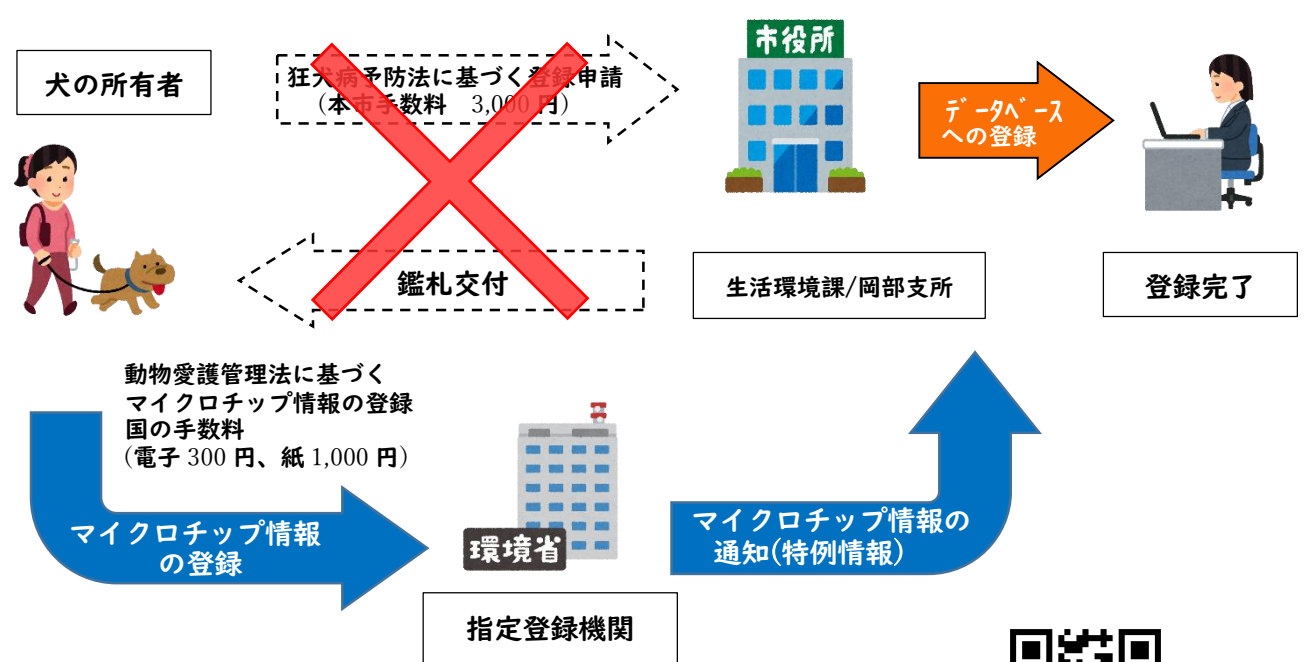 犬の所有者
狂犬病予防法に基づく登録申請
（本市手数料　3,000 円）
市役所
データベース
への登録
鑑札交付
生活環境課/岡部支所
登録完了
動物愛護管理法に基づく
マイクロチップ情報の登録
国の手数料
（電子 300 円、紙 1,000 円）
マイクロチップ情報
の登録
環境省
マイクロチップ情報の
通知(特例情報)
指定登録機関